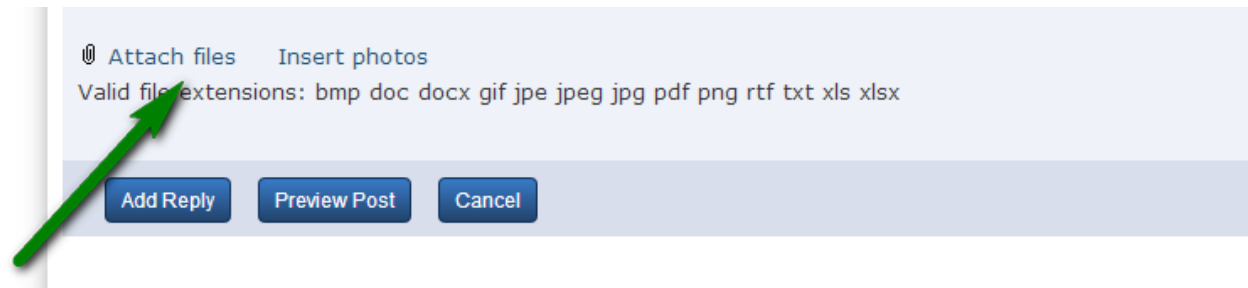 Attach files Insert photos
Valid file extensions: bmp doc docx gif jpe jpeg jpg pdf png rtf txt xls xlsx
Add Reply Preview Post Cancel